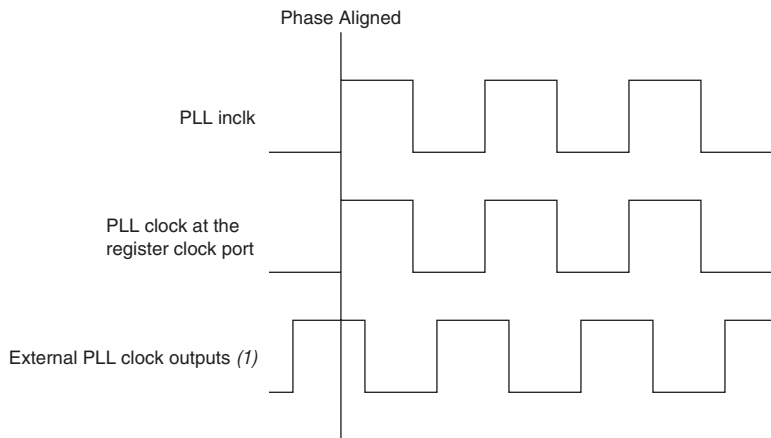 Phase Aligned
PLL inclk
PLL clock at the
register clock port
External PLL clock outputs (1)